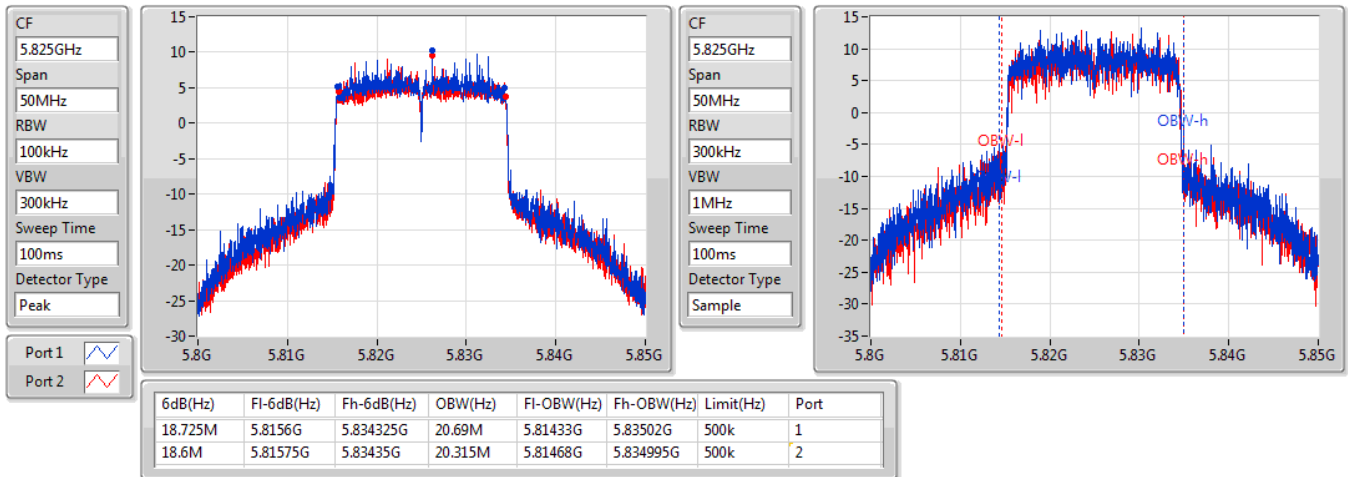 CF
5.825GHz
Span
50MHz
RBW
100kHz
VBW
300kHz
Sweep Time
100ms
Detector Type
Peak
15
10
5
0
-5
-10
-15
-20
-25
-30
5.8G 5.81G 5.82G 5.83G 5.84G 5.85G
CF
5.825GHz
Span
50MHz
RBW
300kHz
VBW
1MHz
Sweep Time
100ms
Detector Type
Sample
15
10
5
0
-5
-10
-15
-20
-25
-30
-35
OBW-l
OBW-h
OBW-h
5.8G 5.81G 5.82G 5.83G 5.84G 5.85G
Port 1
Port 2
6dB(Hz) Fl-6dB(Hz) Fh-6dB(Hz) OBW(Hz) Fl-OBW(Hz) Fh-OBW(Hz) Limit(Hz) Port
18.725M 5.8156G 5.834325G 20.69M 5.81433G 5.83502G 500k 1
18.6M 5.81575G 5.83435G 20.315M 5.81468G 5.834995G 500k 2